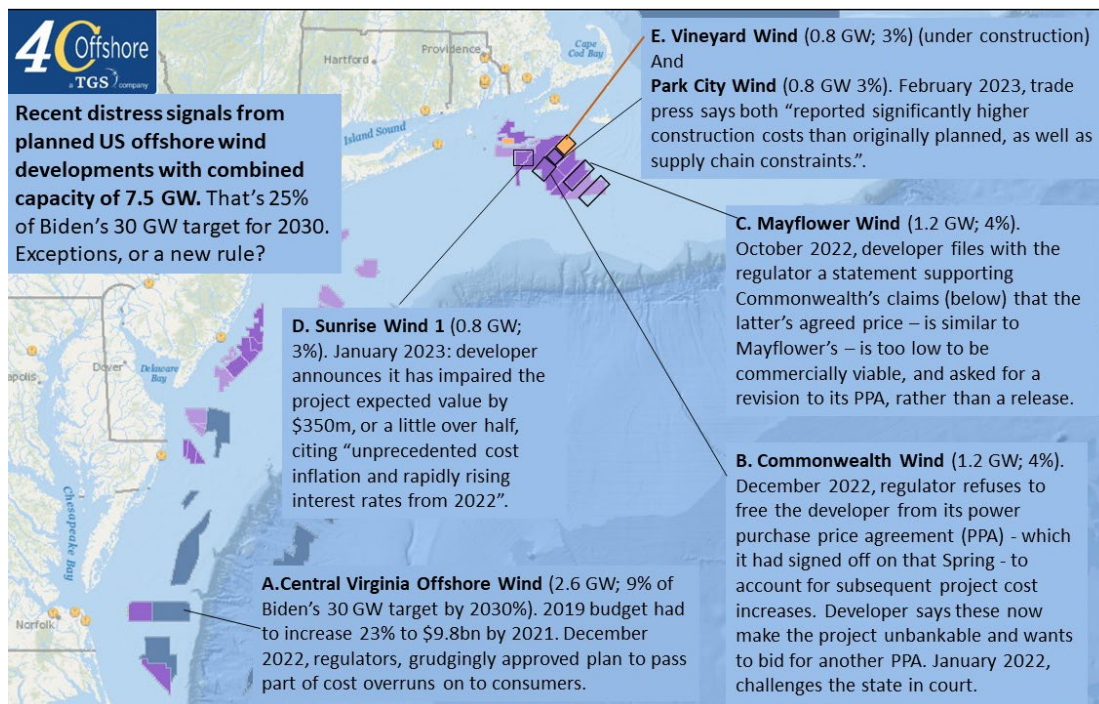 4C Offshore
a TGS company
Recent distress signals from
planned US offshore wind
developments with combined
capacity of 7.5 GW. That's 25%
of Biden's 30 GW target for 2030.
Exceptions, or a new rule?
Hartford
Providence
Cape
Cod Bay
Island Sound
E. Vineyard Wind (0.8 GW; 3%) (under construction)
And
Park City Wind (0.8 GW 3%). February 2023, trade
press says both “reported significantly higher
construction costs than originally planned, as well as
supply chain constraints.”.
C. Mayflower Wind (1.2 GW; 4%).
October 2022, developer files with the
regulator a statement supporting
Commonwealth's claims (below) that the
latter's agreed price – is similar to
Mayflower's – is too low to be
commercially viable, and asked for a
revision to its PPA, rather than a release.
D. Sunrise Wind 1 (0.8 GW;
3%). January 2023: developer
announces it has impaired the
project expected value by
$350m, or a little over half,
citing “unprecedented cost
inflation and rapidly rising
interest rates from 2022”.
B. Commonwealth Wind (1.2 GW; 4%).
December 2022, regulator refuses to
free the developer from its power
purchase price agreement (PPA) - which
it had signed off on that Spring - to
account for subsequent project cost
increases. Developer says these now
make the project unbankable and wants
to bid for another PPA. January 2022,
challenges the state in court.
A.Central Virginia Offshore Wind (2.6 GW; 9% of
Biden's 30 GW target by 2030%). 2019 budget had
to increase 23% to $9.8bn by 2021. December
2022, regulators, grudgingly approved plan to pass
part of cost overruns on to consumers.
Dover
Delaware
Bay
apolis
Chesapeake Bay
Norfolk